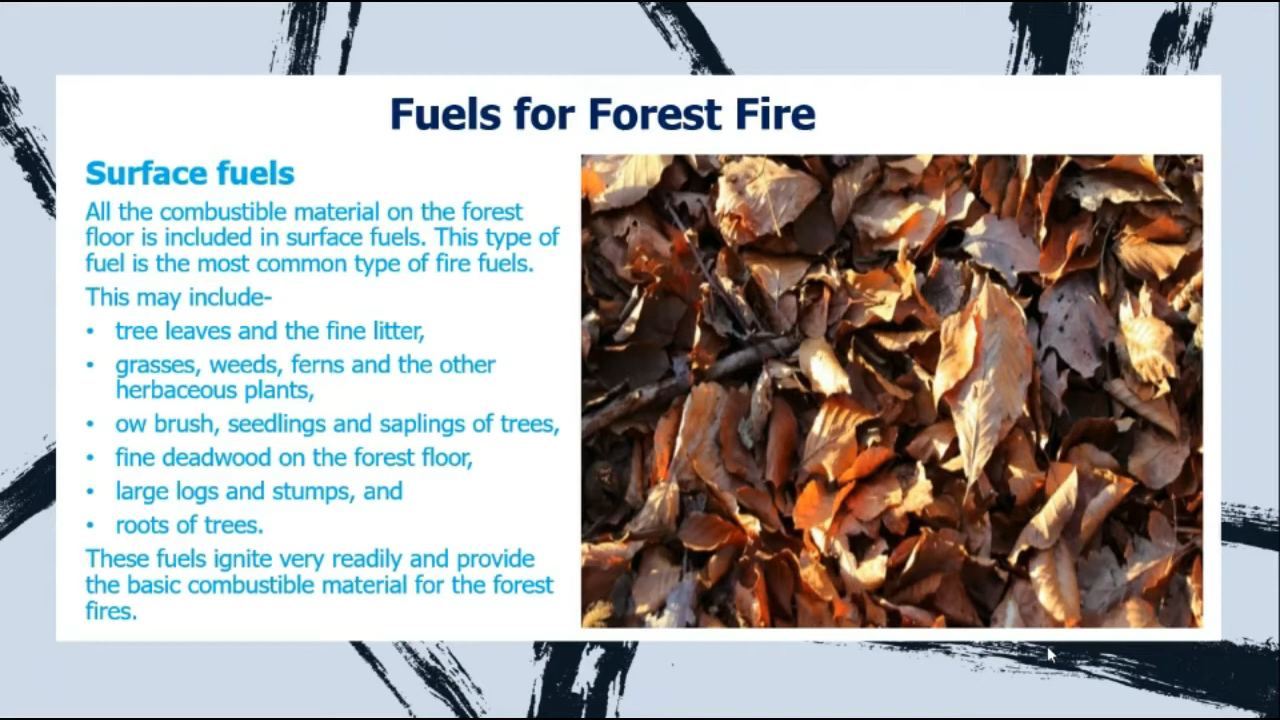 Fuels for Forest Fire
Surface fuels
All the combustible material on the forest
floor is included in surface fuels. This type of
fuel is the most common type of fire fuels.
This may include-
• tree leaves and the fine litter,
• grasses, weeds, ferns and the other
herbaceous plants,
• ow brush, seedlings and saplings of trees,
• fine deadwood on the forest floor,
• large logs and stumps, and
• roots of trees.
These fuels ignite very readily and provide
the basic combustible material for the forest
fires.